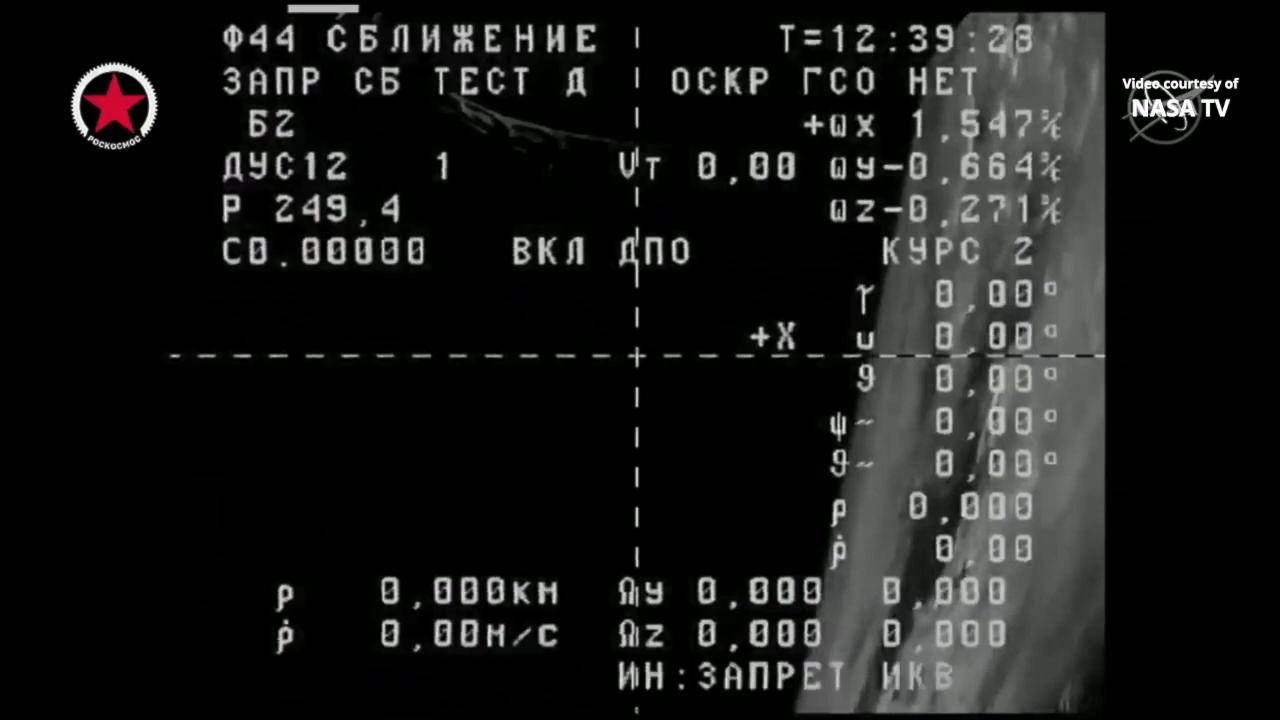 Ф44 СБЛИЖЕНИЕ T=12:39:28
ЗАПР СБ ТЕСТ Д ОСКР ГСО НЕТ
Б2 +ωX 1,547%
ДУС12 1 VT 0,00 ωY-0,664%
Р 249,4 ωZ-0,271%
С0.00000 ВКЛ ДПО КУРС 2
γ 0,00°
+X υ 0,00°
ϑ 0,00°
ψ~ 0,00°
ϑ~ 0,00°
ρ 0,000
ρ̇ 0,00
ρ 0,000км Ωy 0,000 0,000
ρ̇ 0,00м/с Ωz 0,000 0,000
ИН:ЗАПРЕТ ИКВ
РОСКОСМОС
Video courtesy of
NASA TV